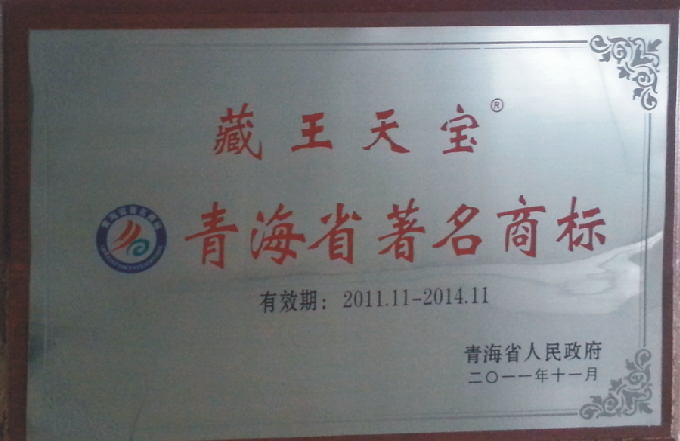 藏王天宝®
青海省著名商标
有效期：2011.11-2014.11
青海省人民政府
二〇一一年十一月